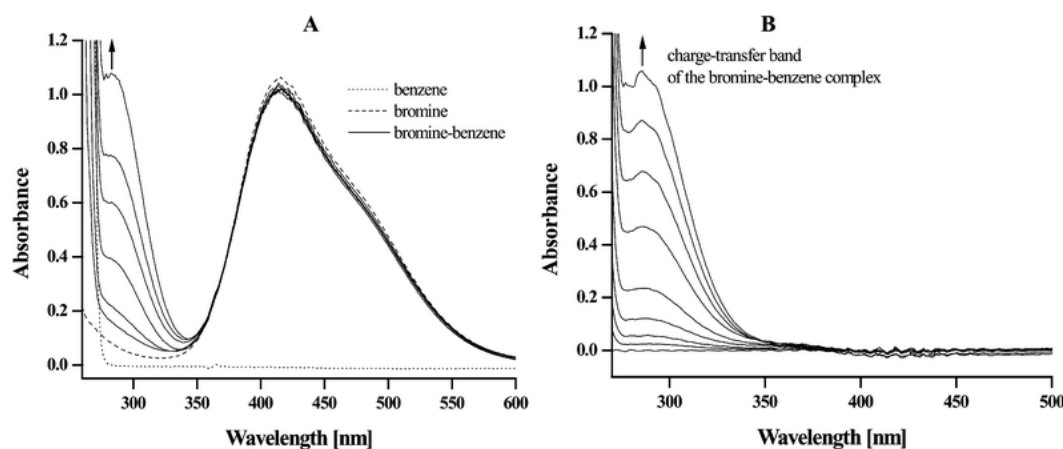 A
1.2
1.0
0.8
0.6
0.4
0.2
0.0
Absorbance
benzene
bromine
bromine-benzene
300
350
400
450
500
550
600
Wavelength [nm]
B
1.2
1.0
0.8
0.6
0.4
0.2
0.0
Absorbance
charge-transfer band
of the bromine-benzene complex
300
350
400
450
500
Wavelength [nm]